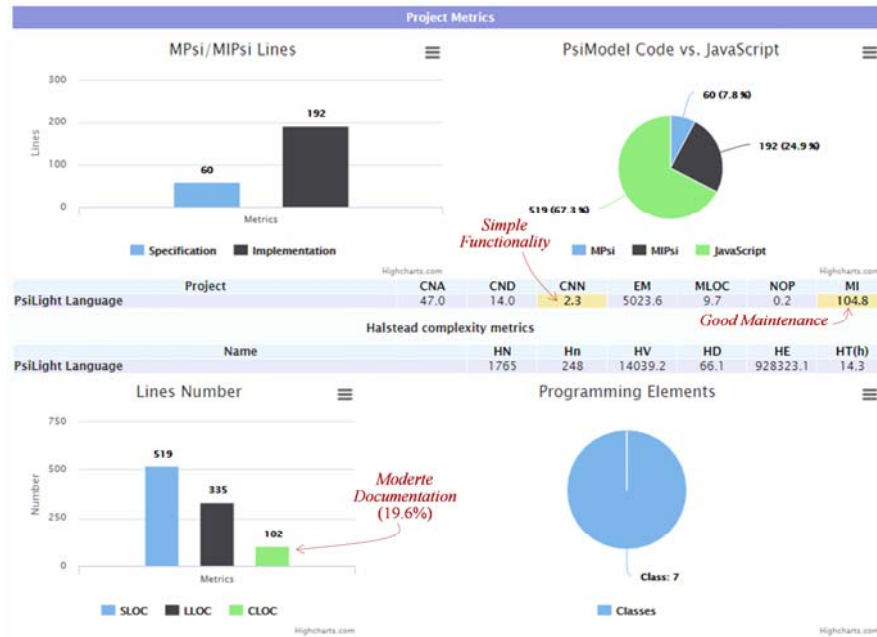 Project Metrics
MPsi/MIPsi Lines
300
200
100
0
Lines
60
192
Metrics
Specification Implementation
Highcharts.com
PsiModel Code vs. JavaScript
60 (7.8%)
192 (24.9%)
519 (67.3%)
MPsi MIPsi JavaScript
Highcharts.com
Simple
Functionality
Project CNA CND CNN EM MLOC NOP MI
PsiLight Language 47.0 14.0 2.3 5023.6 9.7 0.2 104.8
Good Maintenance
Halstead complexity metrics
Name HN Hn HV HD HE HT(h)
PsiLight Language 1765 248 14039.2 66.1 928323.1 14.3
Lines Number
750
500
250
0
Number
519
335
102
Metrics
SLOC LLOC CLOC
Highcharts.com
Moderte
Documentation
(19.6%)
Programming Elements
Class: 7
Classes
Highcharts.com